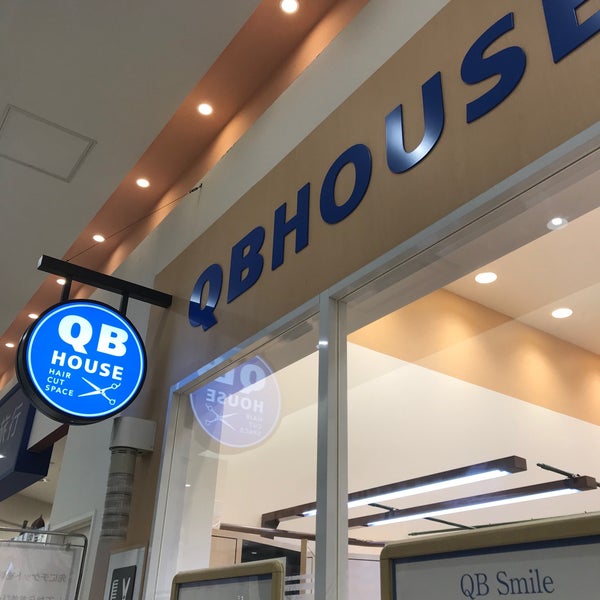 QBHOUSE
QB
HOUSE
HAIR
CUT
SPACE
QB Smile